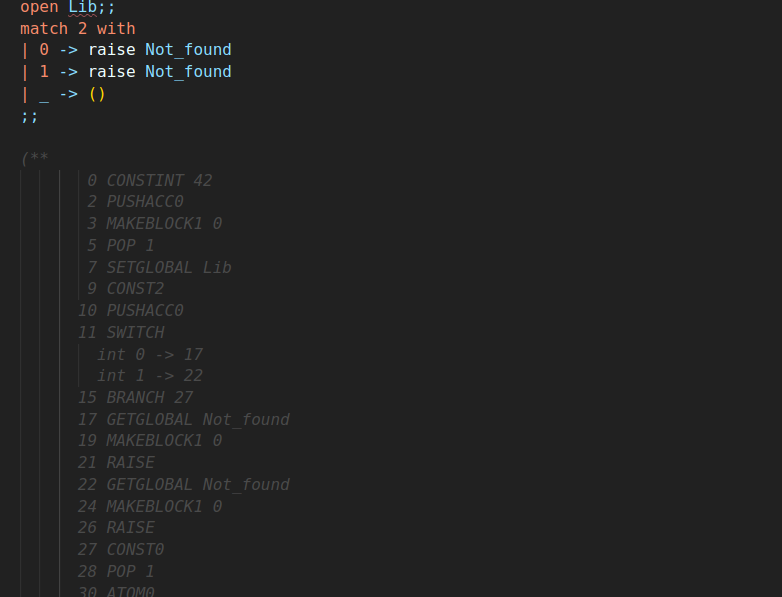 open Lib;;
match 2 with
| 0 -> raise Not_found
| 1 -> raise Not_found
| _ -> ()
;;
(**
0 CONSTINT 42
2 PUSHACC0
3 MAKEBLOCK1 0
5 POP 1
7 SETGLOBAL Lib
9 CONST2
10 PUSHACC0
11 SWITCH
int 0 -> 17
int 1 -> 22
15 BRANCH 27
17 GETGLOBAL Not_found
19 MAKEBLOCK1 0
21 RAISE
22 GETGLOBAL Not_found
24 MAKEBLOCK1 0
26 RAISE
27 CONST0
28 POP 1
30 ATOM0